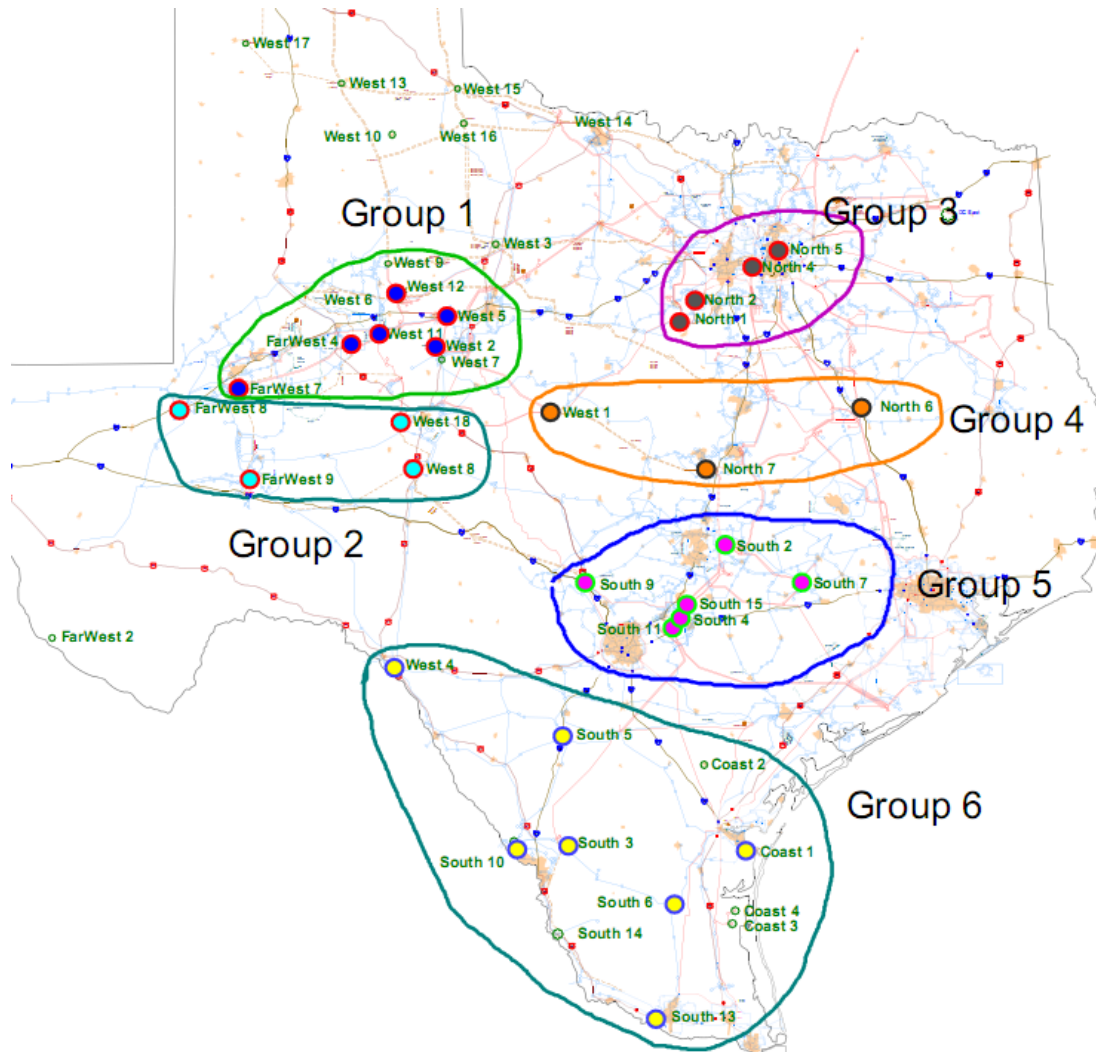 West 17
West 13
West 15
West 10
West 16
West 14
Group 1
Group 3
West 3
North 5
North 4
West 9
West 12
West 6
North 2
West 5
North 1
West 11
FarWest 4
West 2
West 7
FarWest 7
FarWest 8
West 1
North 6
Group 4
West 18
West 8
North 7
FarWest 9
Group 2
South 2
South 9
South 7
Group 5
South 15
South 4
South 11
FarWest 2
West 4
South 5
Coast 2
Group 6
South 3
Coast 1
South 10
South 6
Coast 4
Coast 3
South 14
South 13